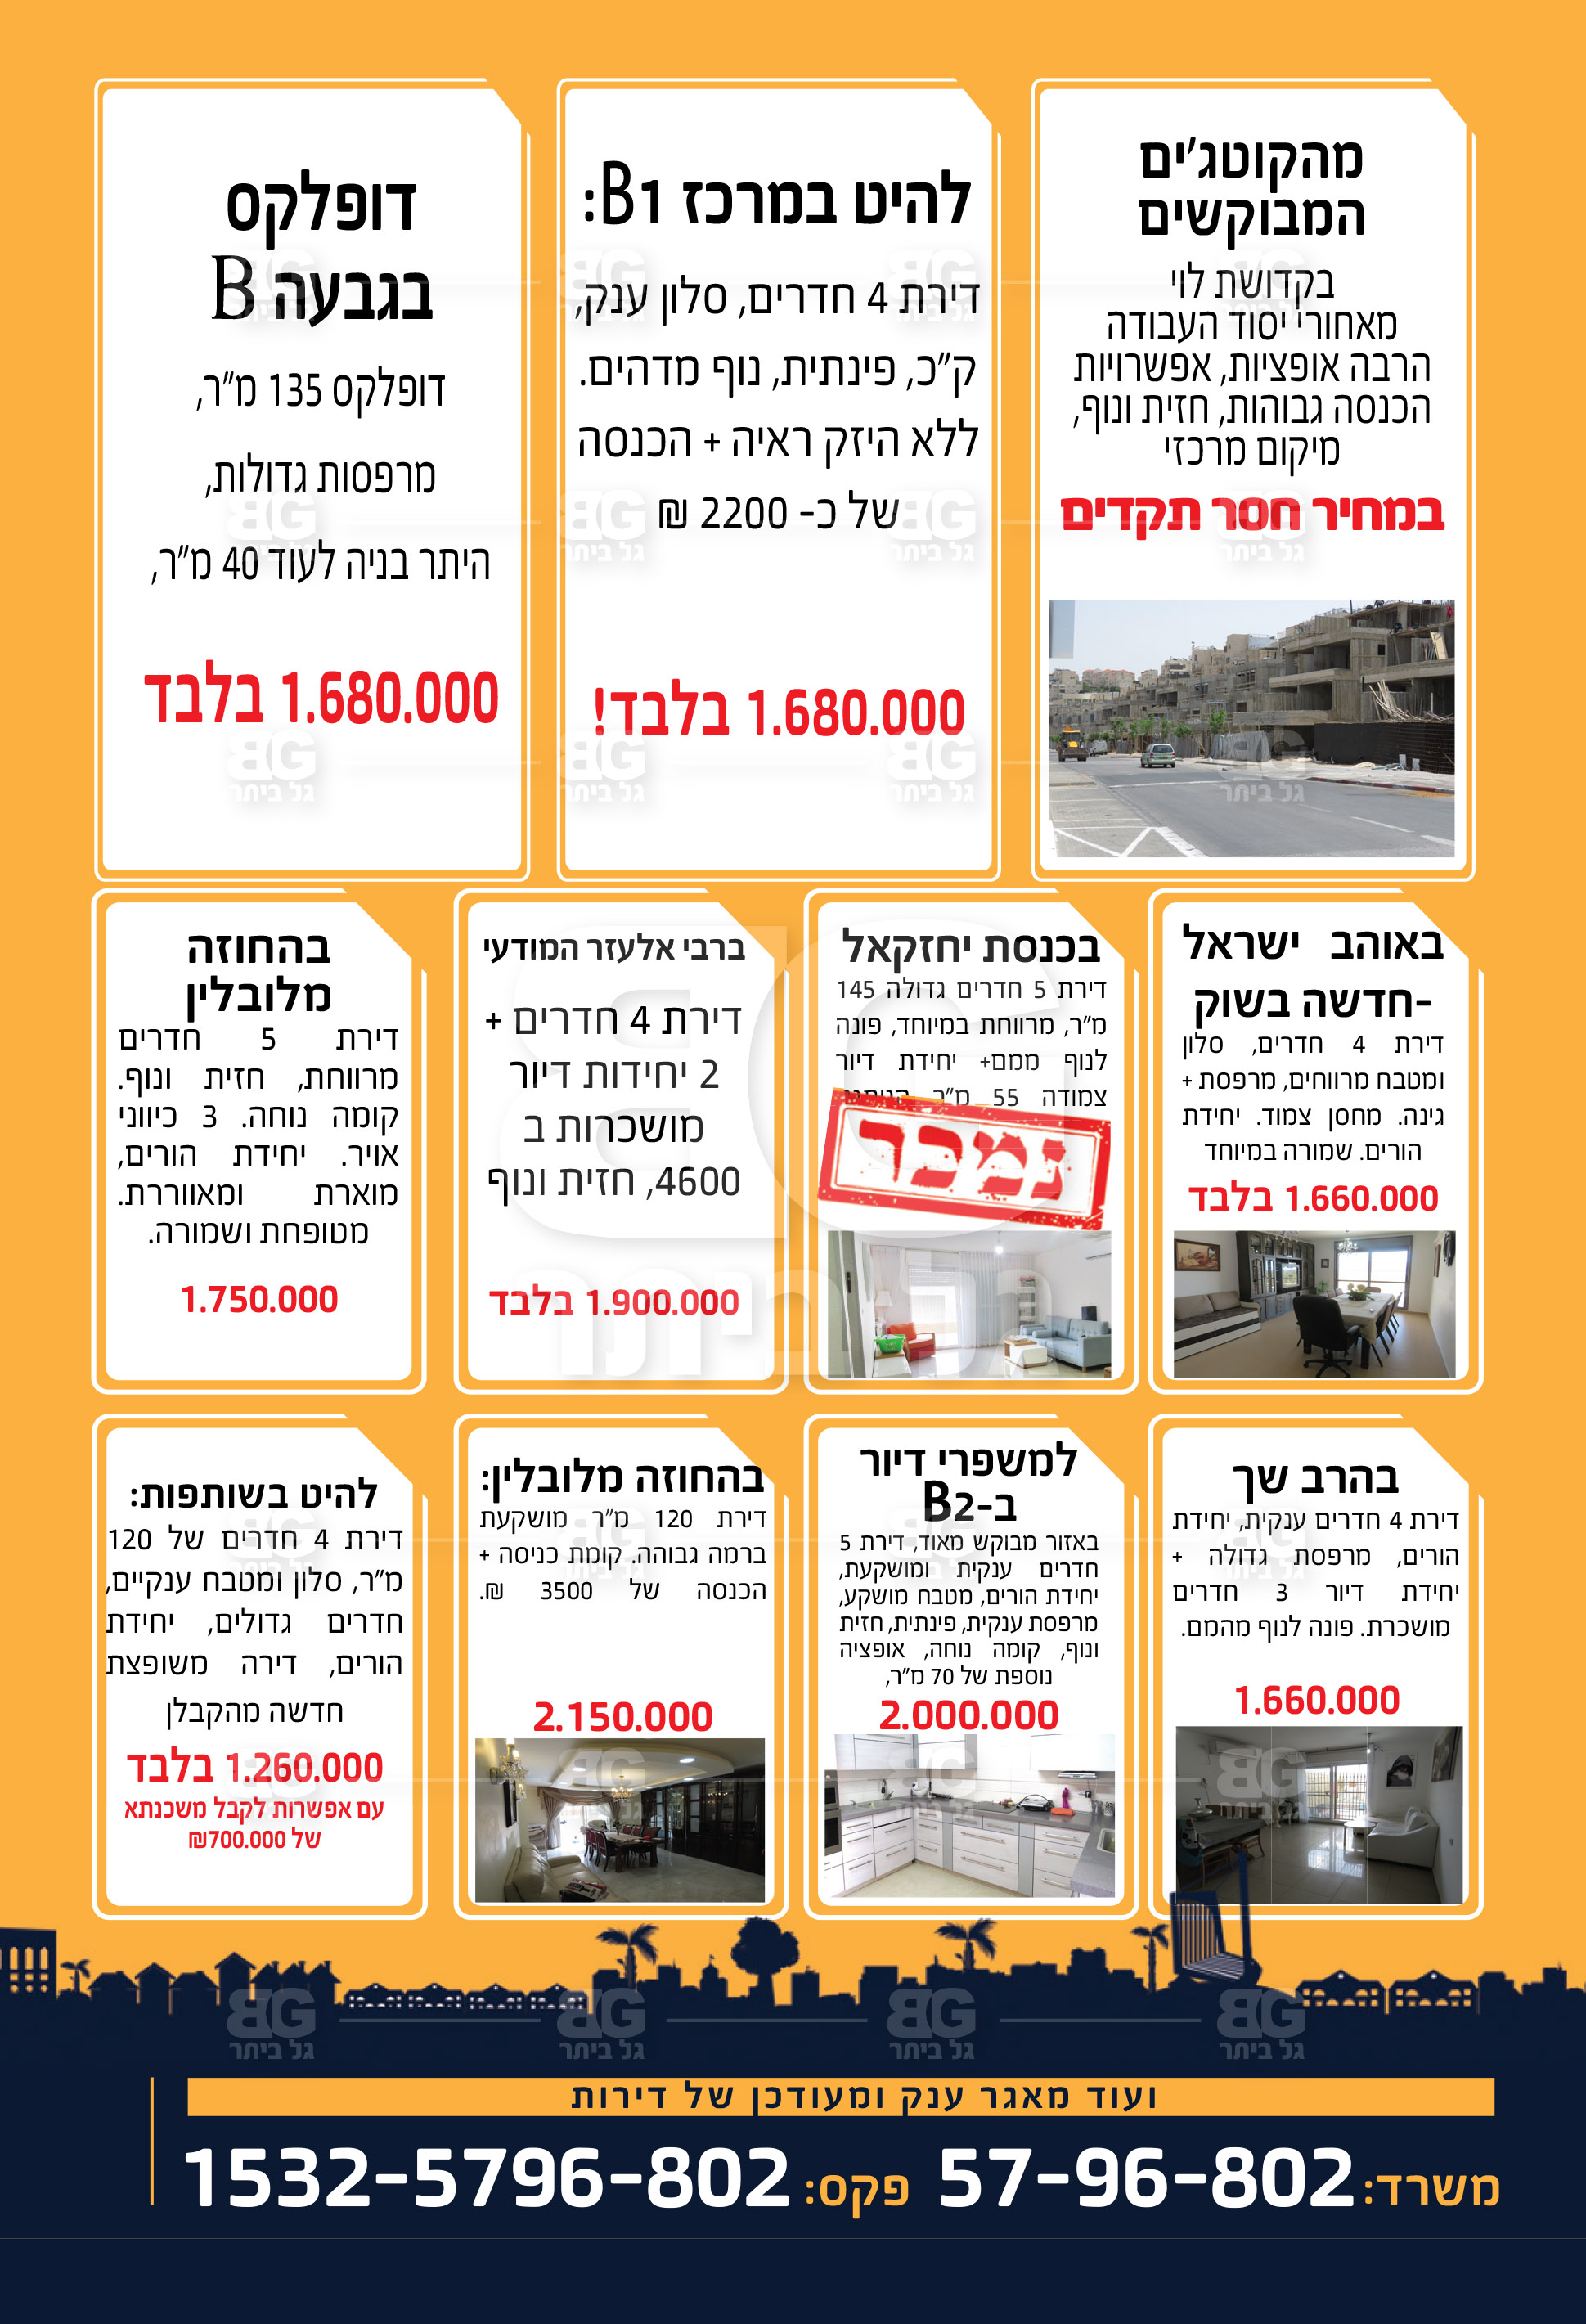 מהקוטג'ים
המבוקשים
בקדושת לוי
מאחורי יסוד העבודה
הרבה אופציות, אפשרויות
הכנסה גבוהות, חזית ונוף,
מיקום מרכזי
במחיר חסר תקדים
להיט במרכז B1:
דירת 4 חדרים, סלון ענק,
ק"כ, פינתית, נוף מדהים.
ללא היזק ראיה + הכנסה
של כ- 2200 ₪
1.680.000 בלבד!
דופלקס
בגבעה B
דופלקס 135 מ"ר,
מרפסות גדולות,
היתר בניה לעוד 40 מ"ר,
1.680.000 בלבד
באוהב ישראל
-חדשה בשוק
דירת 4 חדרים, סלון
ומטבח מרווחים, מרפסת +
גינה. מחסן צמוד. יחידת
הורים. שמורה במיוחד
1.660.000 בלבד
בכנסת יחזקאל
דירת 5 חדרים גדולה 145
מ"ר, מרווחת במיוחד, פונה
לנוף ממם+ יחידת דיור
צמודה 55 מ"ר
נמכר
ברבי אלעזר המודעי
דירת 4 חדרים +
2 יחידות דיור
מושכרות ב
4600, חזית ונוף
1.900.000 בלבד
בהחוזה
מלובלין
דירת 5 חדרים
מרווחת, חזית ונוף.
קומה נוחה. 3 כיווני
אויר. יחידת הורים,
מוארת ומאווררת.
מטופחת ושמורה.
1.750.000
בהרב שך
דירת 4 חדרים ענקית, יחידת
הורים, מרפסת גדולה +
יחידת דיור 3 חדרים
מושכרת. פונה לנוף מהמם.
1.660.000
למשפרי דיור
ב-B2
באזור מבוקש מאוד, דירת 5
חדרים ענקית ומושקעת,
יחידת הורים, מטבח מושקע,
מרפסת ענקית, פינתית, חזית
ונוף, קומה נוחה, אופציה
נוספת של 70 מ"ר,
2.000.000
בהחוזה מלובלין:
דירת 120 מ"ר מושקעת
ברמה גבוהה. קומת כניסה +
הכנסה של 3500 ₪.
2.150.000
להיט בשותפות:
דירת 4 חדרים של 120
מ"ר, סלון ומטבח ענקיים,
חדרים גדולים, יחידת
הורים, דירה משופצת
חדשה מהקבלן
1.260.000 בלבד
עם אפשרות לקבל משכנתא
של 700.000₪
BG
גל ביתר
ועוד מאגר ענק ומעודכן של דירות
משרד: 57-96-802 פקס: 1532-5796-802